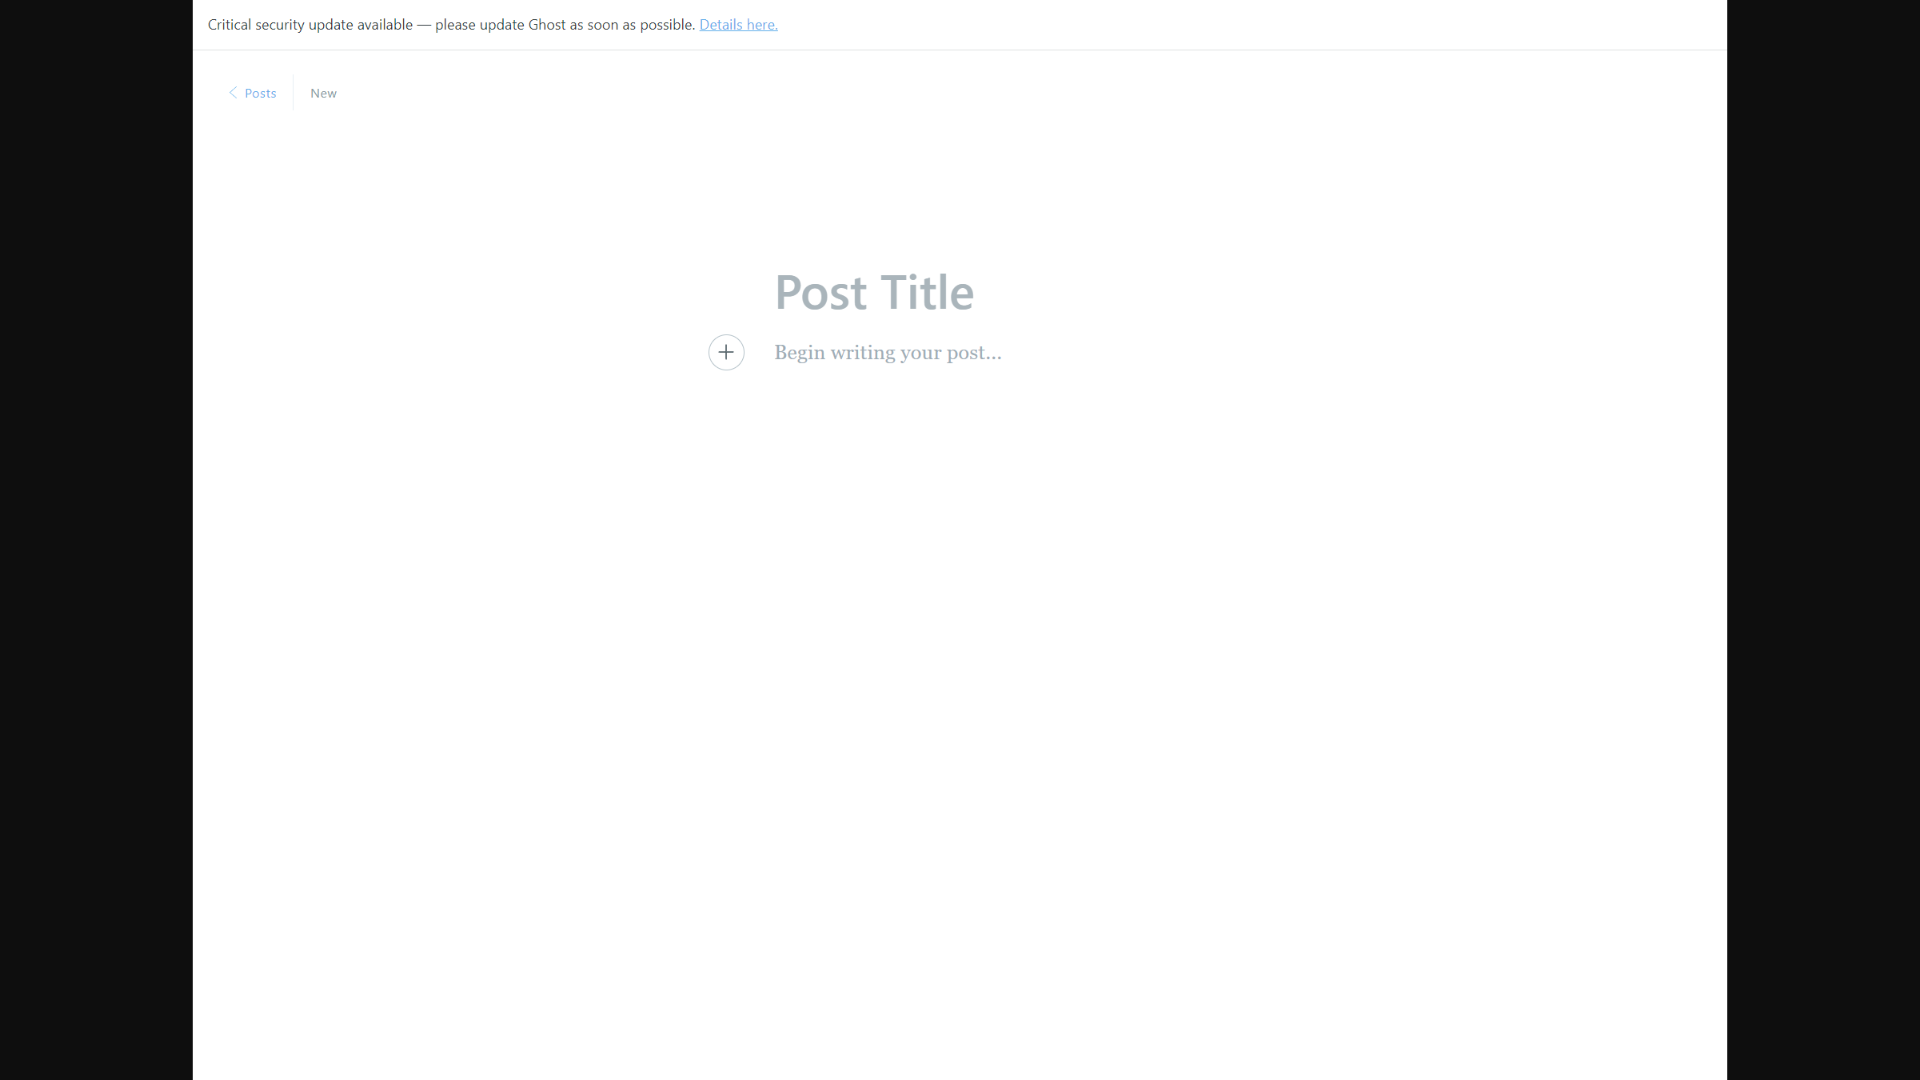 Critical security update available — please update Ghost as soon as possible. Details here.
Posts
New
Post Title
Begin writing your post...